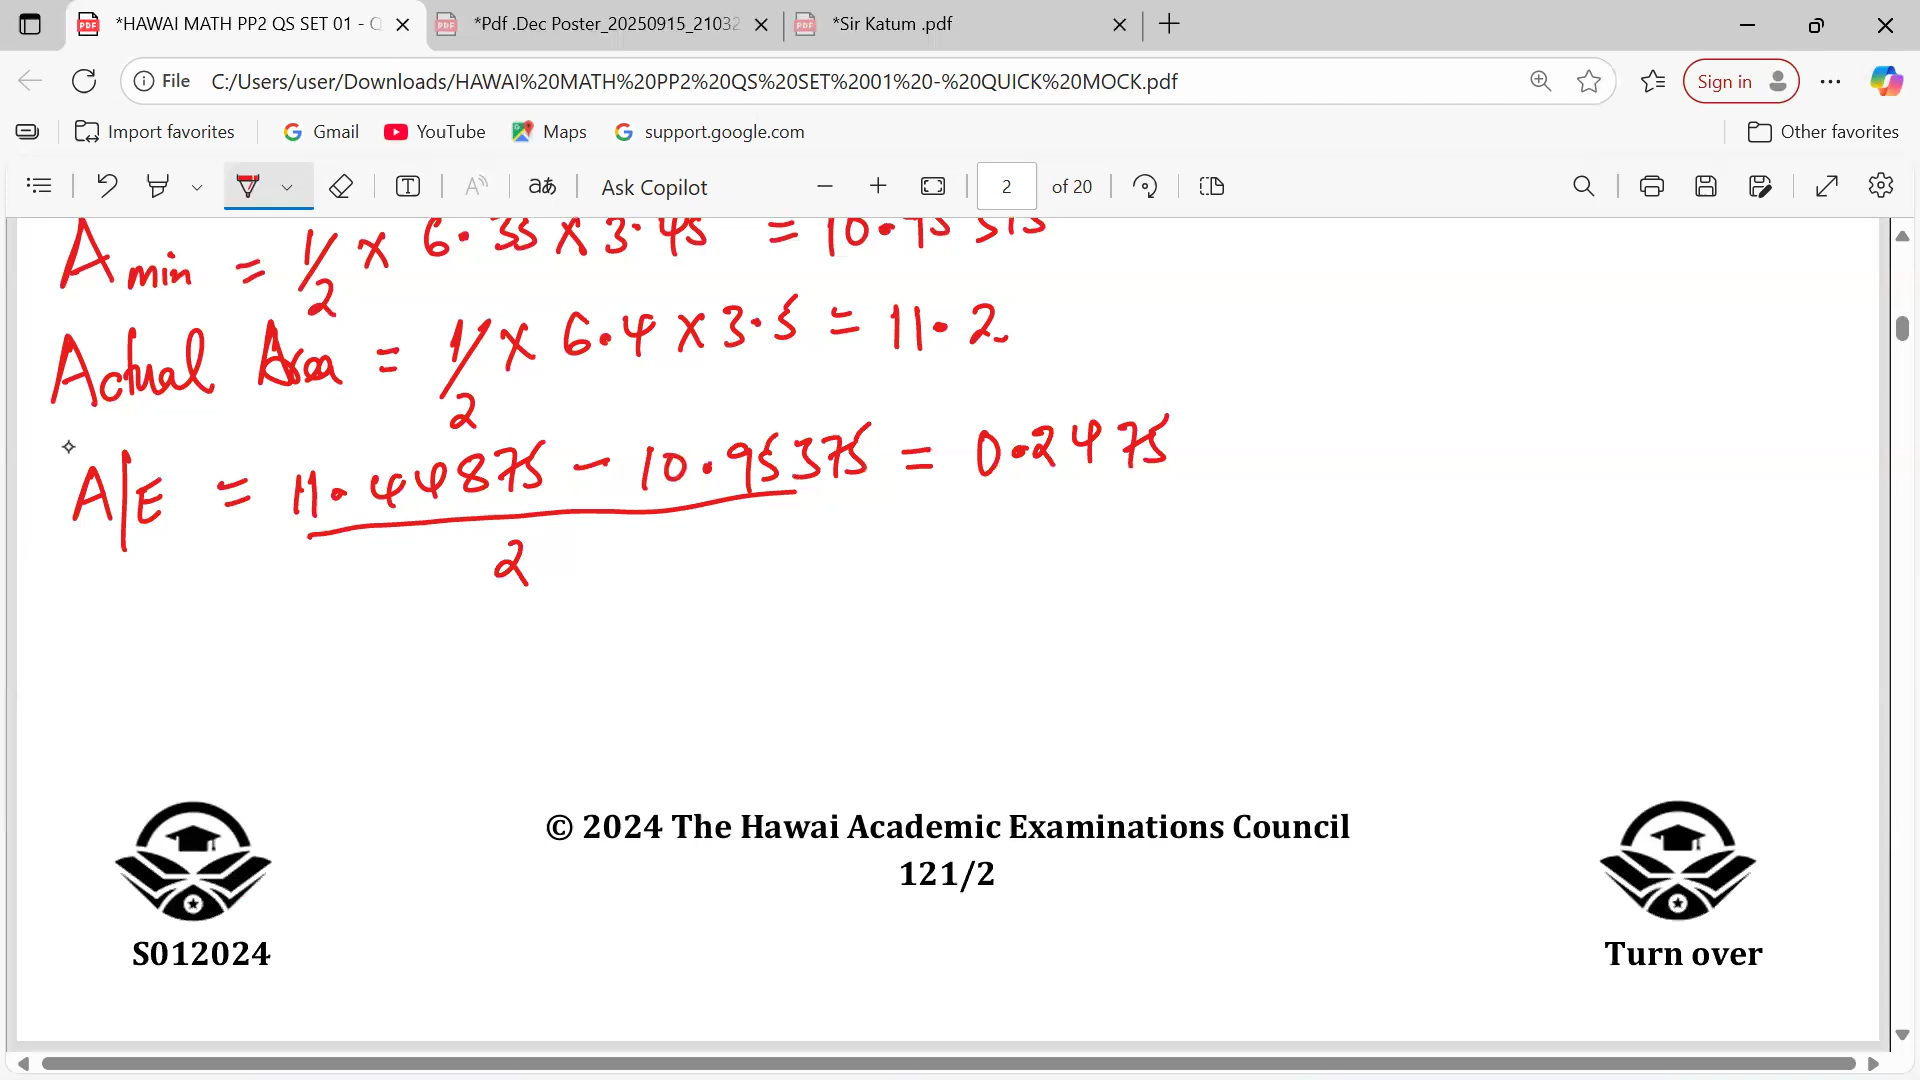 *HAWAI MATH PP2 QS SET 01 - Q
*Pdf .Dec Poster_20250915_21032
*Sir Katum .pdf
File C:/Users/user/Downloads/HAWAI%20MATH%20PP2%20QS%20SET%2001%20-%20QUICK%20MOCK.pdf
Sign in
Import favorites
Gmail
YouTube
Maps
support.google.com
Other favorites
Ask Copilot
2 of 20
A min = 1/2 x 6.35 x 3.45 = 10.95375
Actual Area = 1/2 x 6.4 x 3.5 = 11.2
A/E = 11.44875 - 10.95375 = 0.2475
2
© 2024 The Hawai Academic Examinations Council
121/2
S012024
Turn over